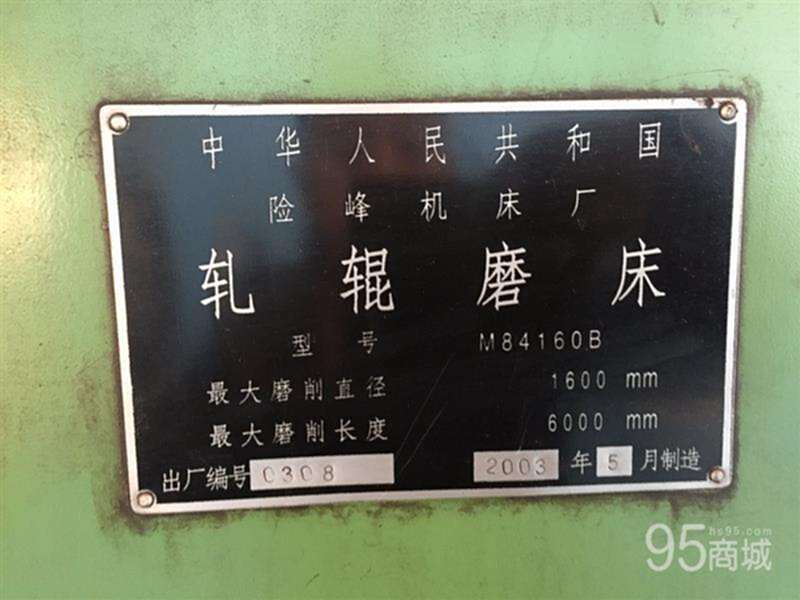 中华人民共和国
险峰机床厂
轧辊磨床
型号 M84160B
最大磨削直径 1600 mm
最大磨削长度 6000 mm
出厂编号 0308 2003 年 5 月制造
hs95.com
95商城